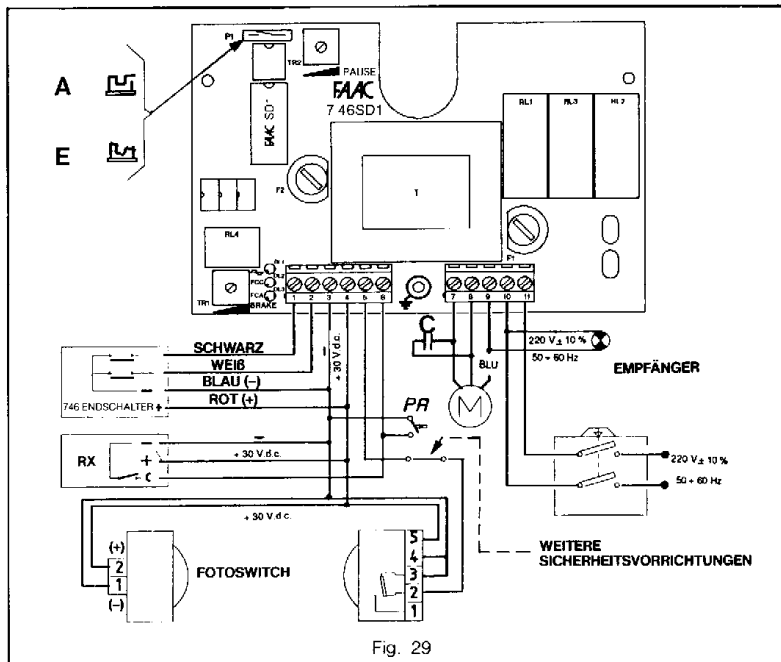 P1
TR2
PAUSE
FAAC
7 46SD1
A
E
FAAC SD-
RL1
RL3
RL2
F2
T
F1
RL4
DL1
DL2
FCC
DL3
FCA
TR1
BRAKE
1 2 3 4 5 6
7 8 9 10 11
C
SCHWARZ
WEIß
BLAU (–)
ROT (+)
746 ENDSCHALTER +
–
+ 30 V.d.c.
BLU
M
220 V ± 10 %
50 ÷ 60 Hz
EMPFÄNGER
PR
RX
–
+
C
+ 30 V.d.c.
220 V ± 10 %
50 ÷ 60 Hz
+ 30 V.d.c.
(+)
2
1
(–)
FOTOSWITCH
5
4
3
2
1
WEITERE
SICHERHEITSVORRICHTUNGEN
Fig. 29